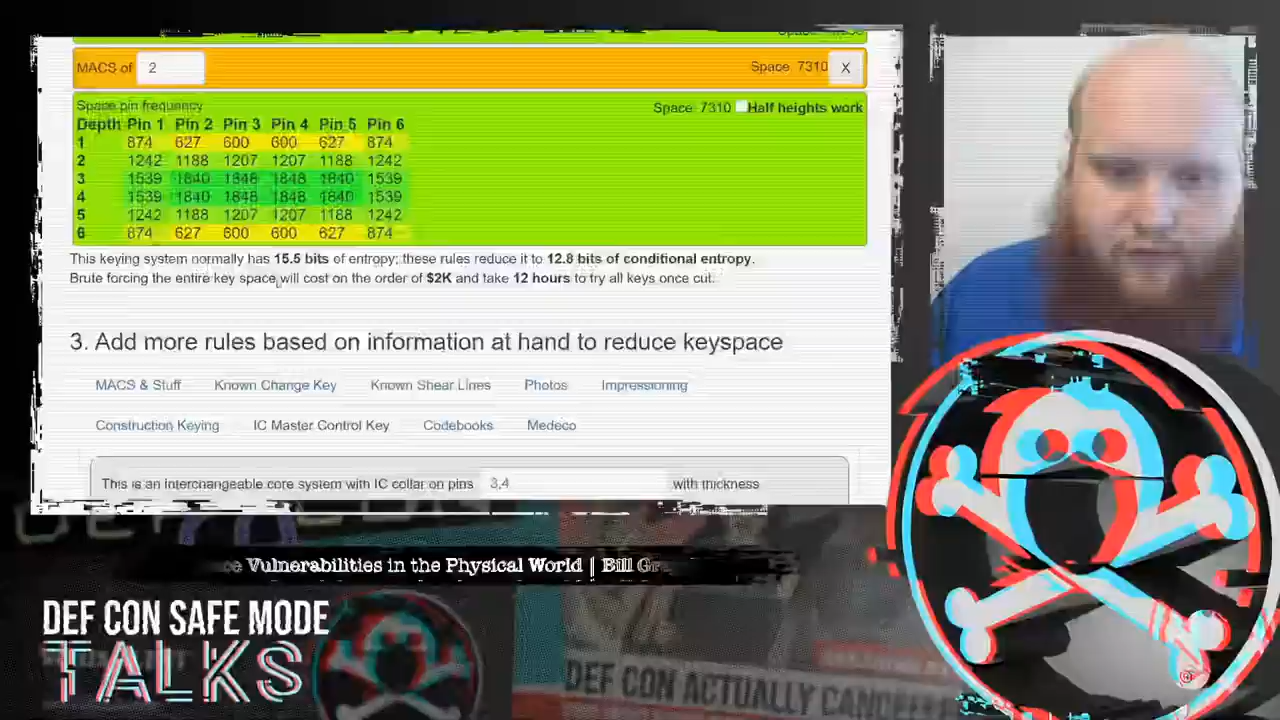 MACS of 2 Space 7310 X
Space pin frequency Space 7310 Half heights work
Depth Pin 1 Pin 2 Pin 3 Pin 4 Pin 5 Pin 6
1 874 627 600 600 627 874
2 1242 1188 1207 1207 1188 1242
3 1539 1840 1848 1848 1840 1539
4 1539 1840 1848 1848 1840 1539
5 1242 1188 1207 1207 1188 1242
6 874 627 600 600 627 874
This keying system normally has 15.5 bits of entropy; these rules reduce it to 12.8 bits of conditional entropy.
Brute forcing the entire key space will cost on the order of $2K and take 12 hours to try all keys once cut.
3. Add more rules based on information at hand to reduce keyspace
MACS & Stuff Known Change Key Known Shear Lines Photos Impressioning
Construction Keying IC Master Control Key Codebooks Medeco
This is an interchangeable core system with IC collar on pins 3,4 with thickness
Vulnerabilities in the Physical World | Bill
DEF CON SAFE MODE
TALKS
DEF CON ACTUALLY